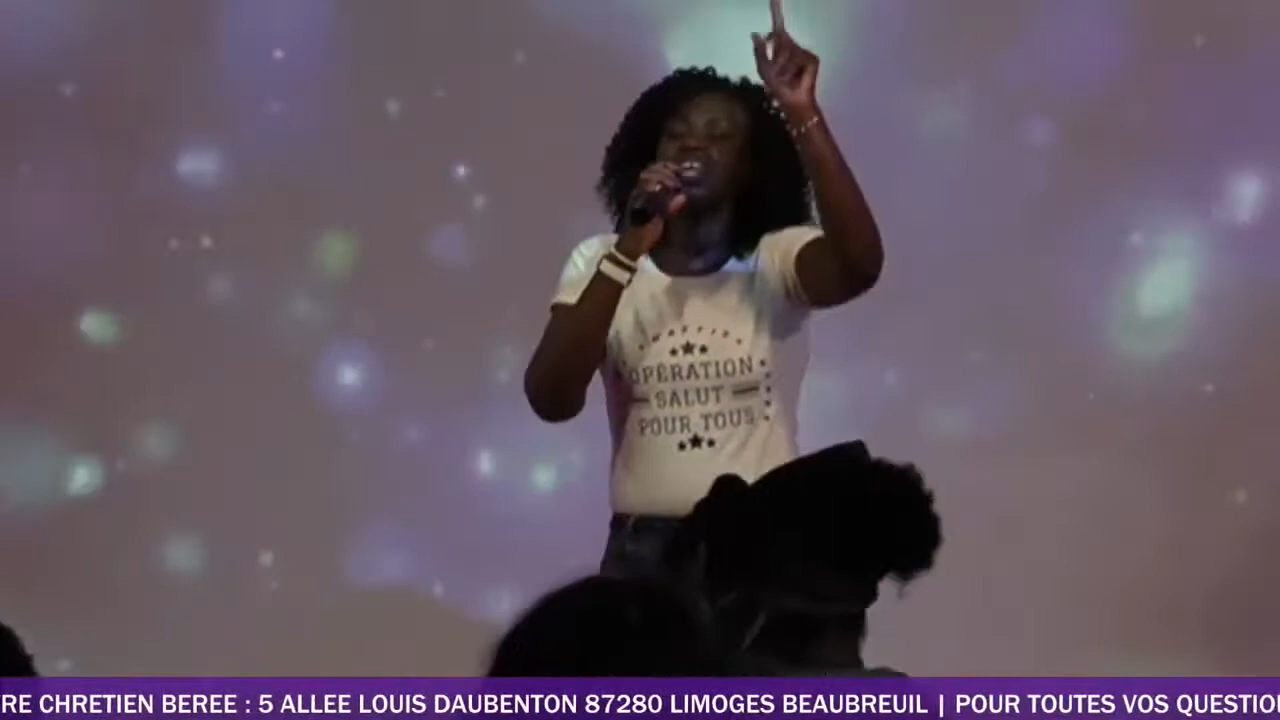 OPÉRATION
SALUT
POUR TOUS
RE CHRETIEN BEREE : 5 ALLEE LOUIS DAUBENTON 87280 LIMOGES BEAUBREUIL | POUR TOUTES VOS QUESTIO